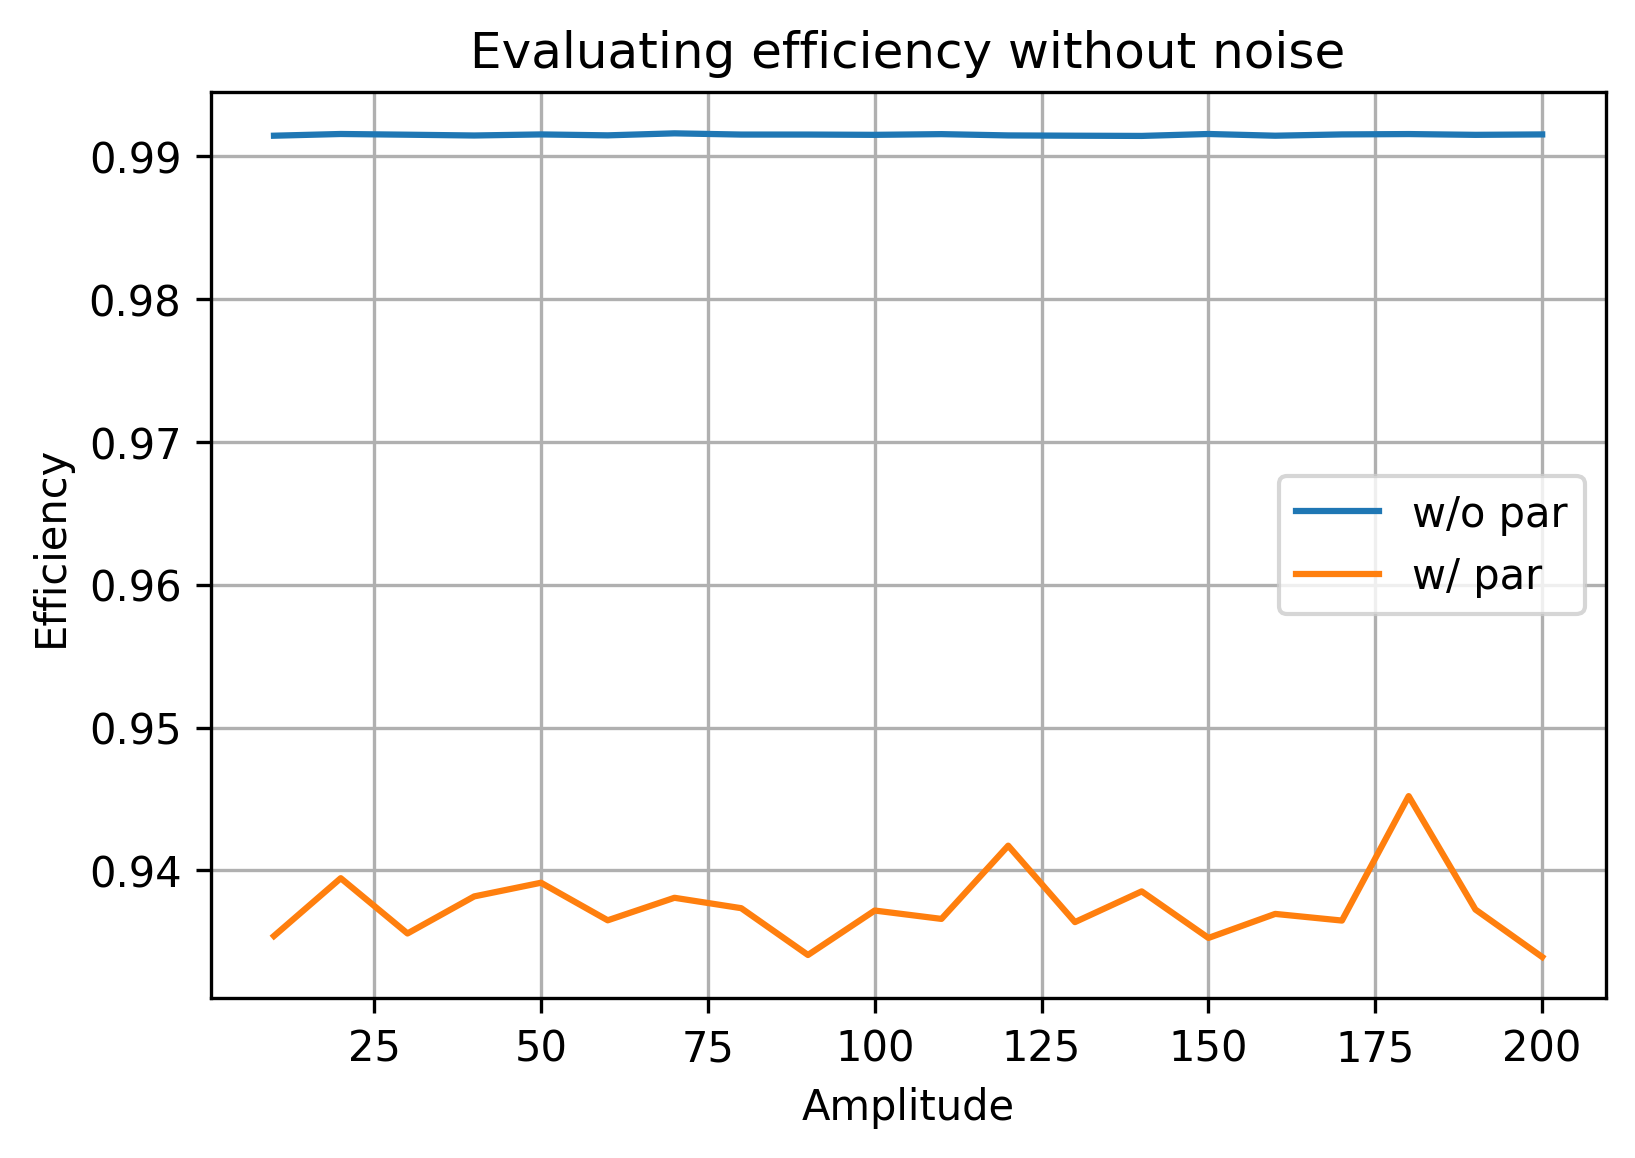 Evaluating efficiency without noise
0.99
0.98
0.97
0.96
0.95
0.94
Efficiency
w/o par
w/ par
25 50 75 100 125 150 175 200
Amplitude